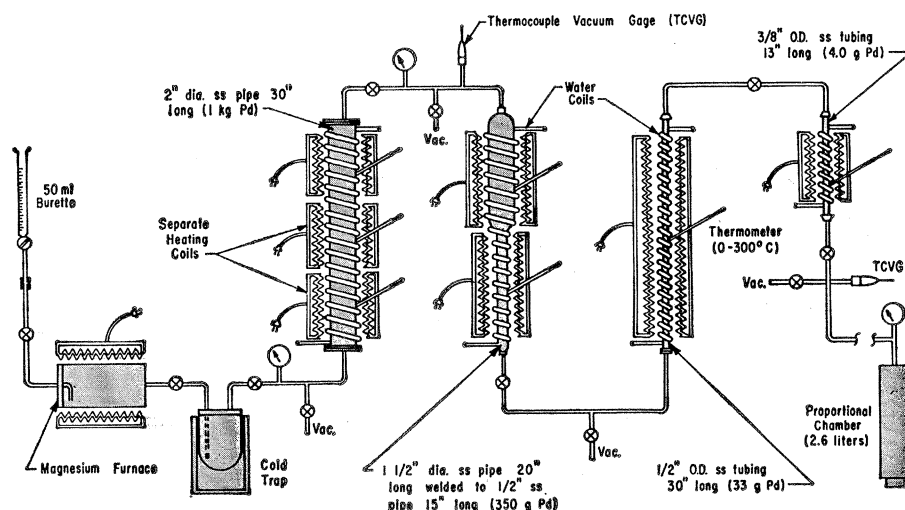 Thermocouple Vacuum Gage (TCVG)
3/8" O.D. ss tubing
13" long (4.0 g Pd)
2" dia. ss pipe 30"
long (1 kg Pd)
Water
Coils
Vac.
50 ml
Burette
Separate
Heating
Coils
Thermometer
(0-300° C)
TCVG
Vac.
Vac.
Vac.
Magnesium Furnace
Cold
Trap
1 1/2" dia. ss pipe 20"
long welded to 1/2" ss
pipe 15" long (350 g Pd)
1/2" O.D. ss tubing
30" long (33 g Pd)
Proportional
Chamber
(2.6 liters)